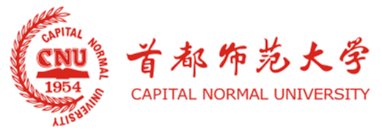 CAPITAL NORMAL UNIVERSITY
CNU
1954
首都师范大学
CAPITAL NORMAL UNIVERSITY